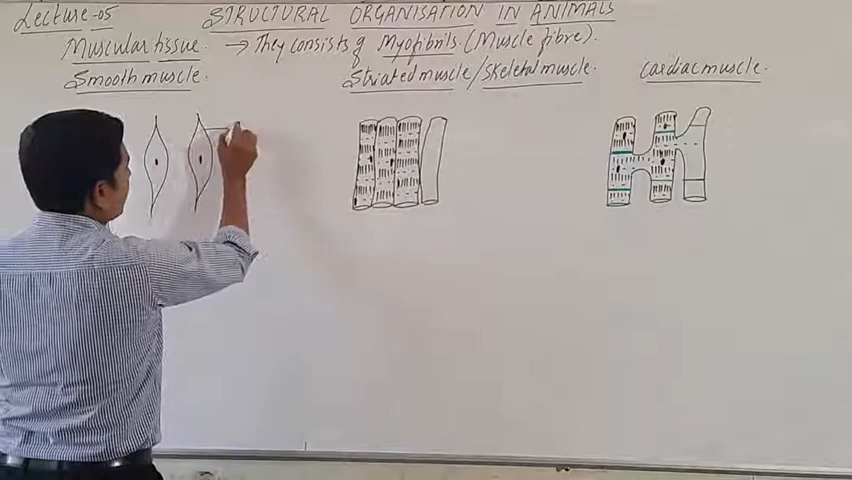 Lecture-05
STRUCTURAL ORGANISATION IN ANIMALS
Muscular tissue. → They consists of Myofibrils (Muscle fibre).
Smooth muscle.
Striated muscle/skeletal muscle.
Cardiac muscle.